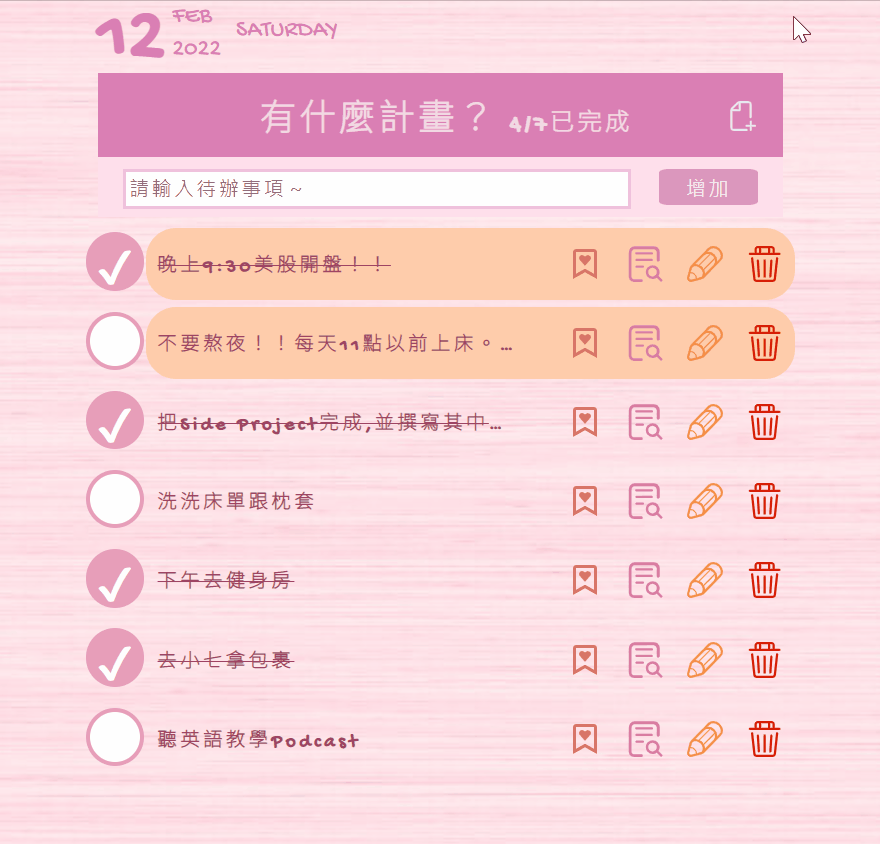 12 FEB 2022 SATURDAY
有什麼計畫？ 4/7已完成
請輸入待辦事項～ 增加
晚上9:30美股開盤！！
不要熬夜！！每天11點以前上床。…
把Side Project完成,並撰寫其中…
洗洗床單跟枕套
下午去健身房
去小七拿包裹
聽英語教學Podcast